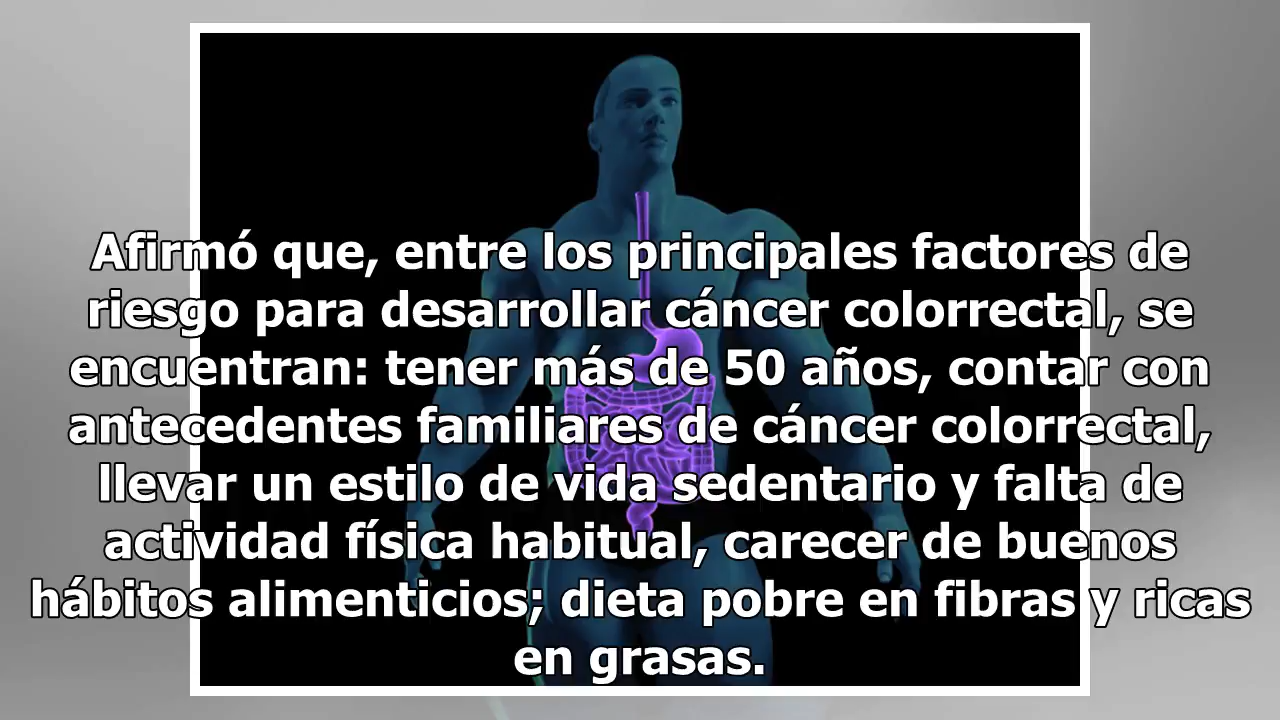 Afirmó que, entre los principales factores de
riesgo para desarrollar cáncer colorrectal, se
encuentran: tener más de 50 años, contar con
antecedentes familiares de cáncer colorrectal,
llevar un estilo de vida sedentario y falta de
actividad física habitual, carecer de buenos
hábitos alimenticios; dieta pobre en fibras y ricas
en grasas.